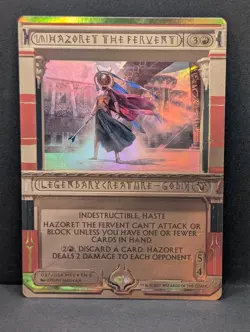 HAZORET THE FERVENT 3
LEGENDARY CREATURE – GOD
INDESTRUCTIBLE, HASTE
HAZORET THE FERVENT CAN'T ATTACK OR
BLOCK UNLESS YOU HAVE ONE OR FEWER
CARDS IN HAND
2, DISCARD A CARD: HAZORET
DEALS 2 DAMAGE TO EACH OPPONENT.
5
4